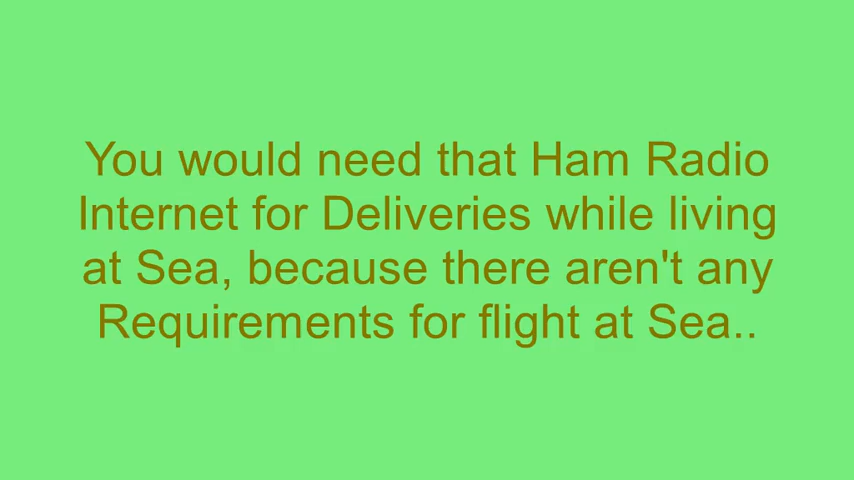 You would need that Ham Radio
Internet for Deliveries while living
at Sea, because there aren't any
Requirements for flight at Sea..